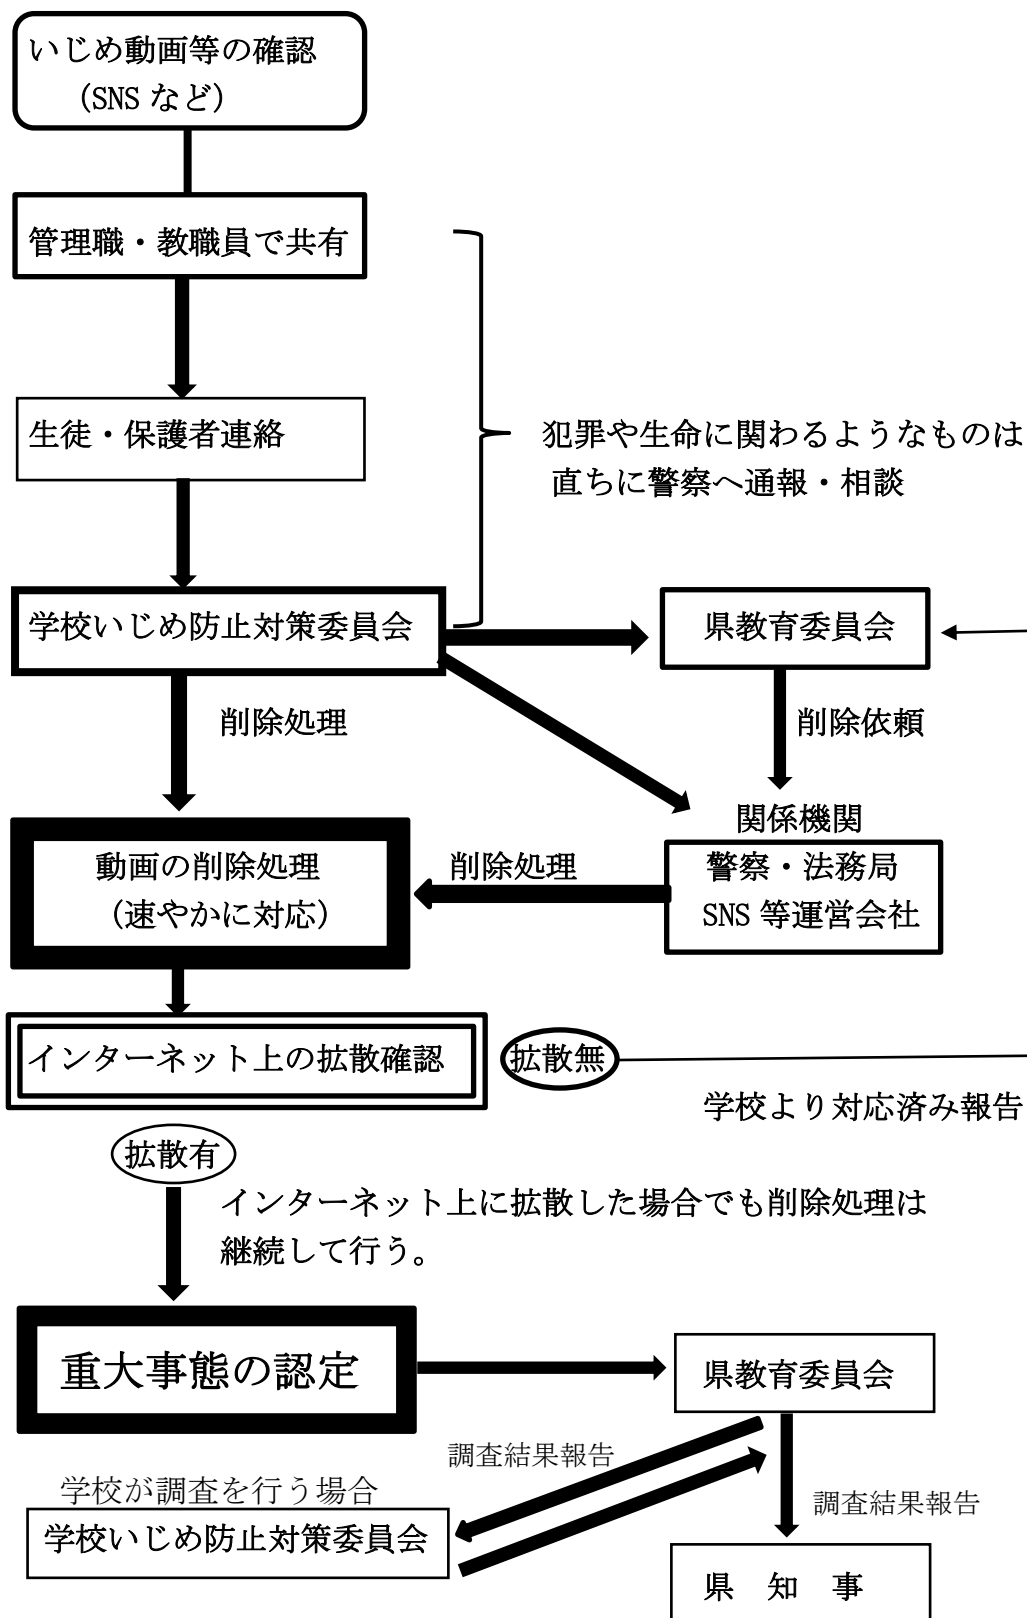 いじめ動画等の確認
(SNS など)
管理職・教職員で共有
生徒・保護者連絡
犯罪や生命に関わるようなものは
直ちに警察へ通報・相談
学校いじめ防止対策委員会
県教育委員会
削除処理
削除依頼
関係機関
動画の削除処理
(速やかに対応)
削除処理
警察・法務局
SNS 等運営会社
インターネット上の拡散確認
拡散無
学校より対応済み報告
拡散有
インターネット上に拡散した場合でも削除処理は
継続して行う。
重大事態の認定
県教育委員会
調査結果報告
学校が調査を行う場合
学校いじめ防止対策委員会
調査結果報告
県 知 事